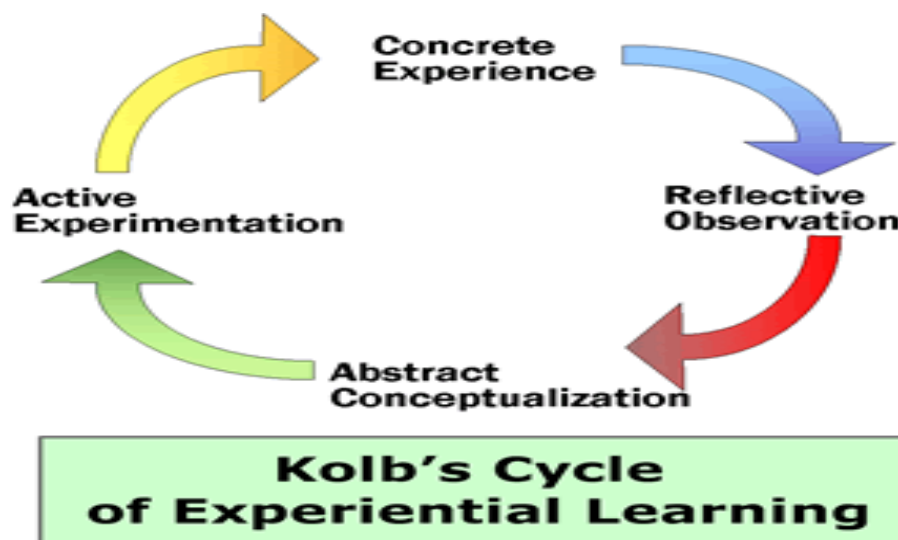 Concrete
Experience
Reflective
Observation
Abstract
Conceptualization
Active
Experimentation
Kolb's Cycle
of Experiential Learning